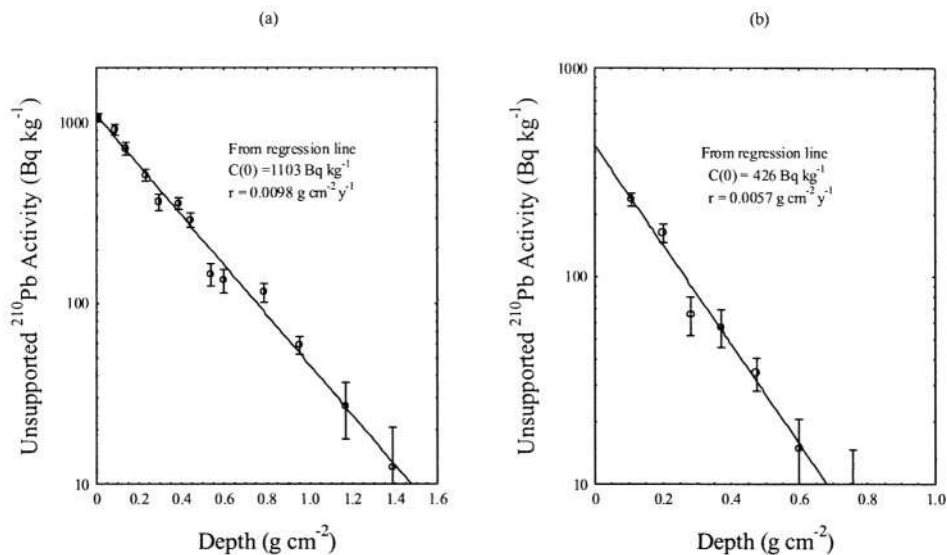 (a)
Unsupported ²¹⁰Pb Activity (Bq kg⁻¹)
1000
100
10
From regression line
C(0) =1103 Bq kg⁻¹
r = 0.0098 g cm⁻² y⁻¹
0 0.2 0.4 0.6 0.8 1.0 1.2 1.4 1.6
Depth (g cm⁻²)
(b)
Unsupported ²¹⁰Pb Activity (Bq kg⁻¹)
1000
100
10
From regression line
C(0) = 426 Bq kg⁻¹
r = 0.0057 g cm⁻² y⁻¹
0 0.2 0.4 0.6 0.8 1.0
Depth (g cm⁻²)